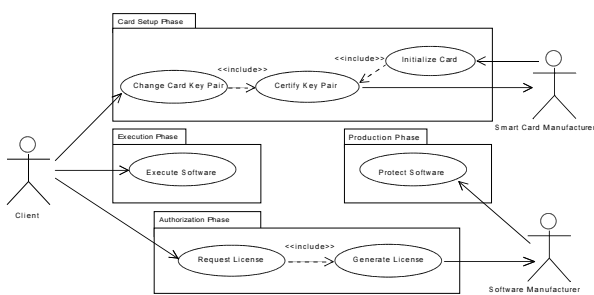 Card Setup Phase
<<include>>
<<include>>
Initialize Card
Change Card Key Pair
Certify Key Pair
Smart Card Manufacturer
Execution Phase
Production Phase
Execute Software
Protect Software
Client
Authorization Phase
<<include>>
Request License
Generate License
Software Manufacturer